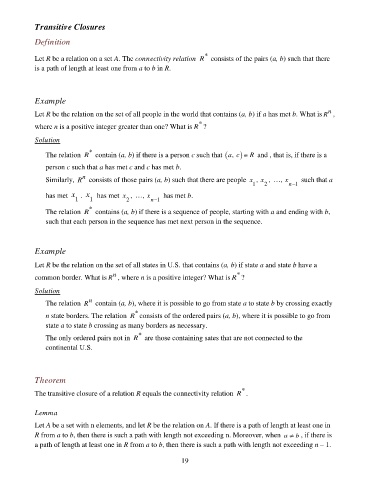 Transitive Closures
Definition
Let R be a relation on a set A. The connectivity relation R* consists of the pairs (a, b) such that there
is a path of length at least one from a to b in R.
Example
Let R be the relation on the set of all people in the world that contains (a, b) if a has met b. What is Rⁿ ,
where n is a positive integer greater than one? What is R* ?
Solution
The relation R* contain (a, b) if there is a person c such that (a, c) ∈ R and , that is, if there is a
person c such that a has met c and c has met b.
Similarly, Rⁿ consists of those pairs (a, b) such that there are people x₁, x₂, …, xₙ₋₁ such that a
has met x₁ , x₁ has met x₂, …, xₙ₋₁ has met b.
The relation R* contains (a, b) if there is a sequence of people, starting with a and ending with b,
such that each person in the sequence has met next person in the sequence.
Example
Let R be the relation on the set of all states in U.S. that contains (a, b) if state a and state b have a
common border. What is Rⁿ, where n is a positive integer? What is R* ?
Solution
The relation Rⁿ contain (a, b), where it is possible to go from state a to state b by crossing exactly
n state borders. The relation R* consists of the ordered pairs (a, b), where it is possible to go from
state a to state b crossing as many borders as necessary.
The only ordered pairs not in R* are those containing sates that are not connected to the
continental U.S.
Theorem
The transitive closure of a relation R equals the connectivity relation R* .
Lemma
Let A be a set with n elements, and let R be the relation on A. If there is a path of length at least one in
R from a to b, then there is such a path with length not exceeding n. Moreover, when a ≠ b , if there is
a path of length at least one in R from a to b, then there is such a path with length not exceeding n – 1.
19